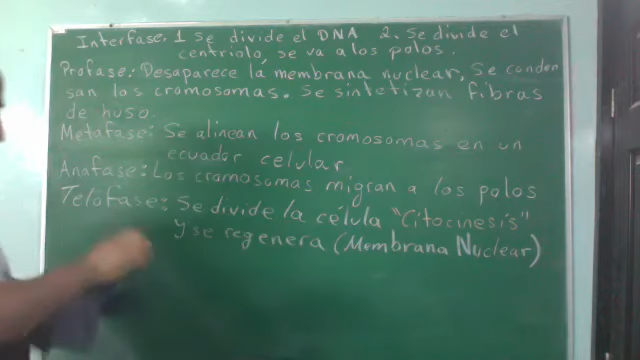 Interfase. 1 Se divide el DNA 2. Se divide el
centriolo, se va a los polos.
Profase: Desaparece la membrana nuclear, se conden
san los cromosomas. Se sintetizan fibras
de huso.
Metafase: Se alinean los cromosomas en un
ecuador celular
Anafase: Los cromosomas migran a los polos
Telofase: Se divide la célula "Citocinesis"
y se regenera (Membrana Nuclear)